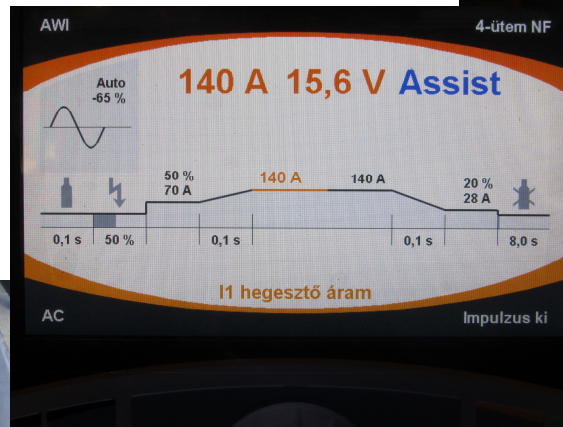 AWI
4-ütem NF
Auto
-65 %
140 A 15,6 V Assist
50 %
70 A
140 A
140 A
20 %
28 A
0,1 s
50 %
0,1 s
0,1 s
8,0 s
I1 hegesztő áram
AC
Impulzus ki